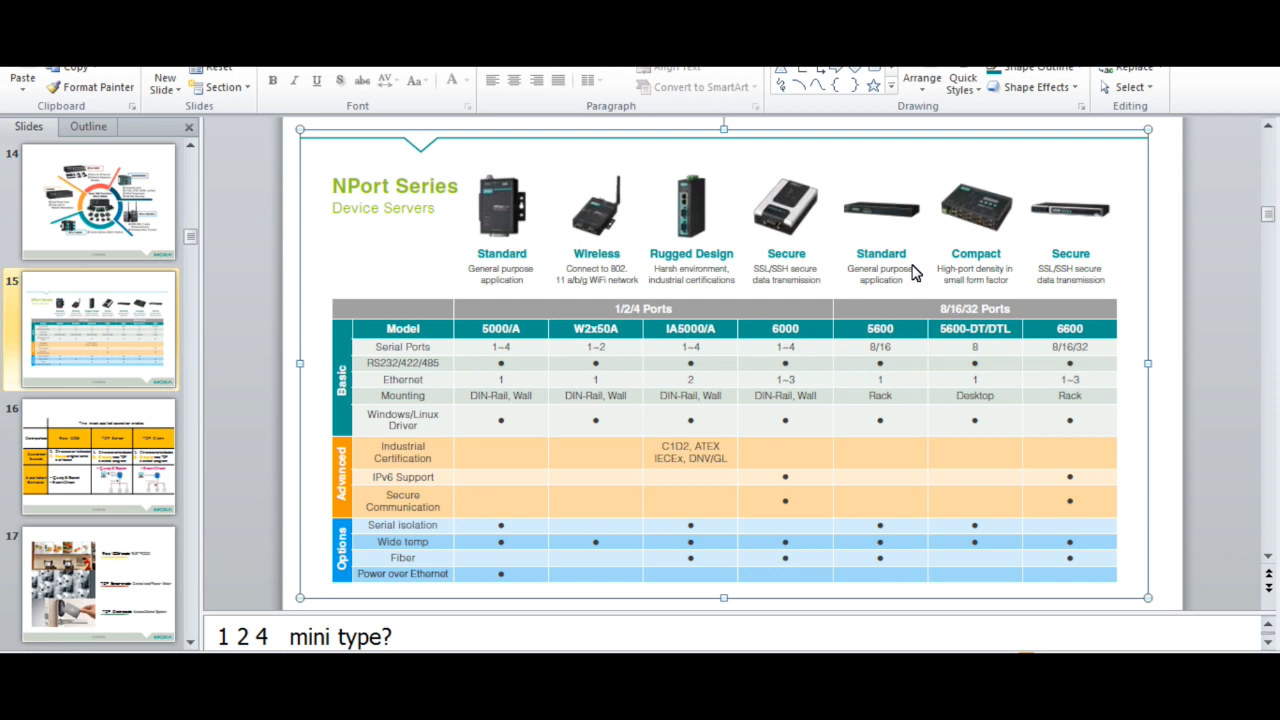 Copy
Reset
Align Text
Shape Outline
Replace
Paste
Format Painter
New
Slide
Section
B I U S abc AV Aa A
Convert to SmartArt
Arrange
Quick
Styles
Shape Effects
Select
Clipboard
Slides
Font
Paragraph
Drawing
Editing
Slides
Outline
14
15
16
17
NPort Series
Device Servers
Standard
General purpose
application
Wireless
Connect to 802.
11 a/b/g WiFi network
Rugged Design
Harsh environment,
industrial certifications
Secure
SSL/SSH secure
data transmission
Standard
General purpose
application
Compact
High-port density in
small form factor
Secure
SSL/SSH secure
data transmission
1/2/4 Ports 8/16/32 Ports
Model 5000/A W2x50A IA5000/A 6000 5600 5600-DT/DTL 6600
Basic
Serial Ports 1~4 1~2 1~4 1~4 8/16 8 8/16/32
RS232/422/485 • • • • • • •
Ethernet 1 1 2 1~3 1 1 1~3
Mounting DIN-Rail, Wall DIN-Rail, Wall DIN-Rail, Wall DIN-Rail, Wall Rack Desktop Rack
Windows/Linux
Driver • • • • • • •
Advanced
Industrial
Certification
C1D2, ATEX
IECEx, DNV/GL
IPv6 Support • •
Secure
Communication • •
Options
Serial isolation • • • •
Wide temp • • • • • • •
Fiber • • • •
Power over Ethernet •
1 2 4 mini type?